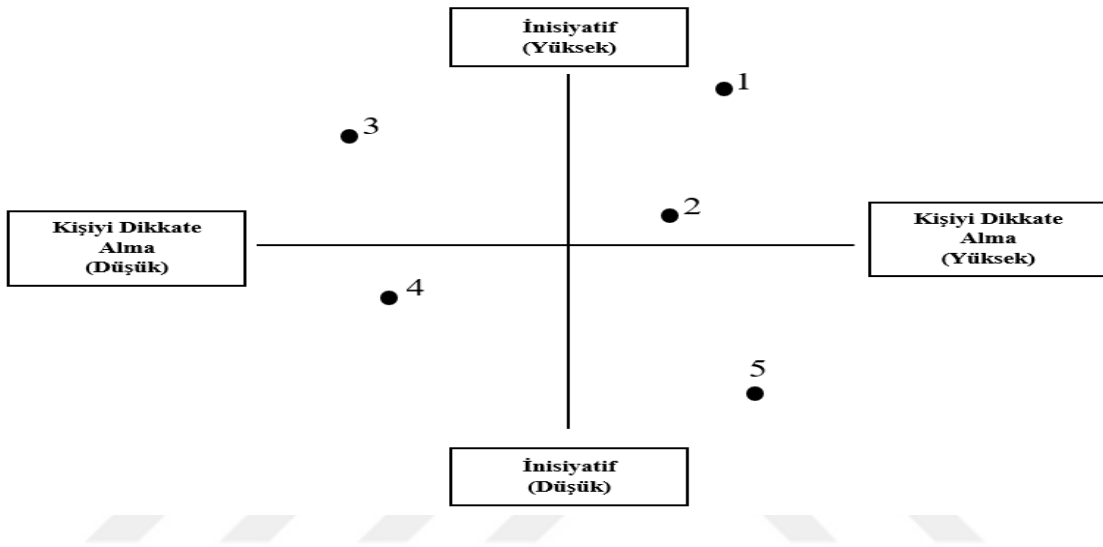 İnisiyatif
(Yüksek)
1
3
2
Kişiyi Dikkate
Alma
(Düşük)
Kişiyi Dikkate
Alma
(Yüksek)
4
5
İnisiyatif
(Düşük)